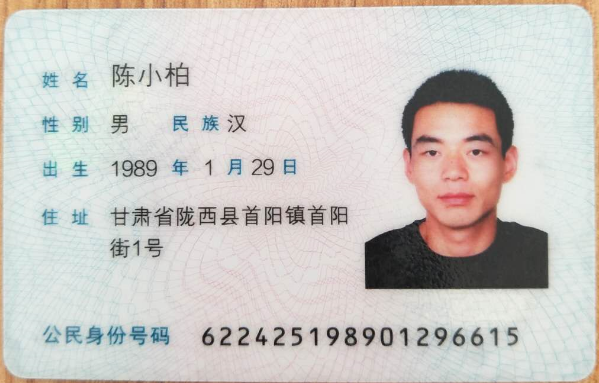 姓名 陈小柏
性别 男 民族 汉
出生 1989 年 1 月 29 日
住址 甘肃省陇西县首阳镇首阳
街1号
公民身份号码 622425198901296615